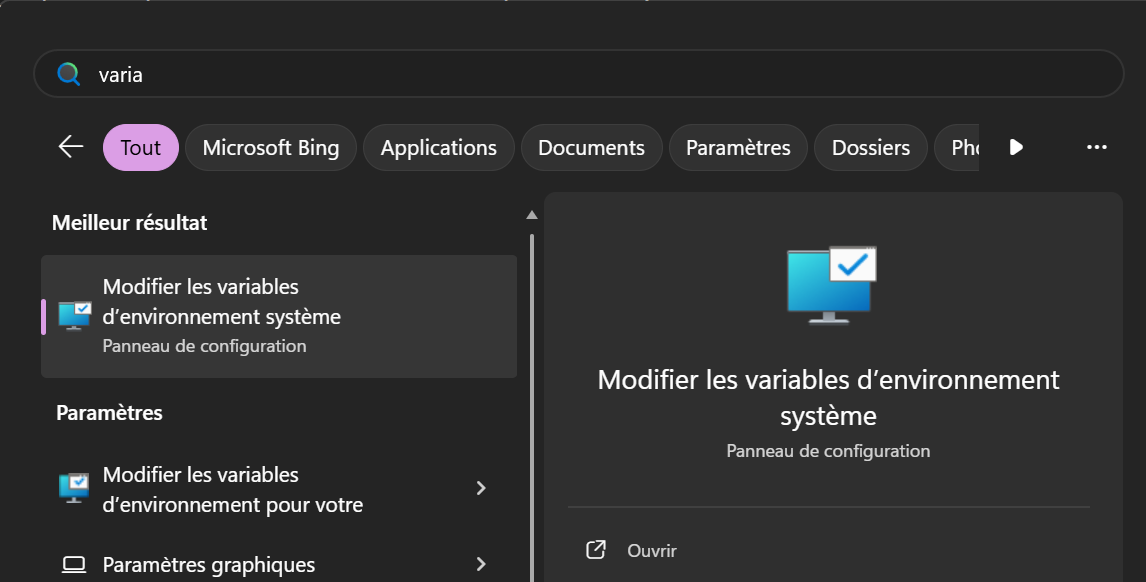 varia
Tout
Microsoft Bing
Applications
Documents
Paramètres
Dossiers
Meilleur résultat
Modifier les variables
d’environnement système
Panneau de configuration
Paramètres
Modifier les variables
d’environnement pour votre
Paramètres graphiques
Modifier les variables d’environnement
système
Panneau de configuration
Ouvrir